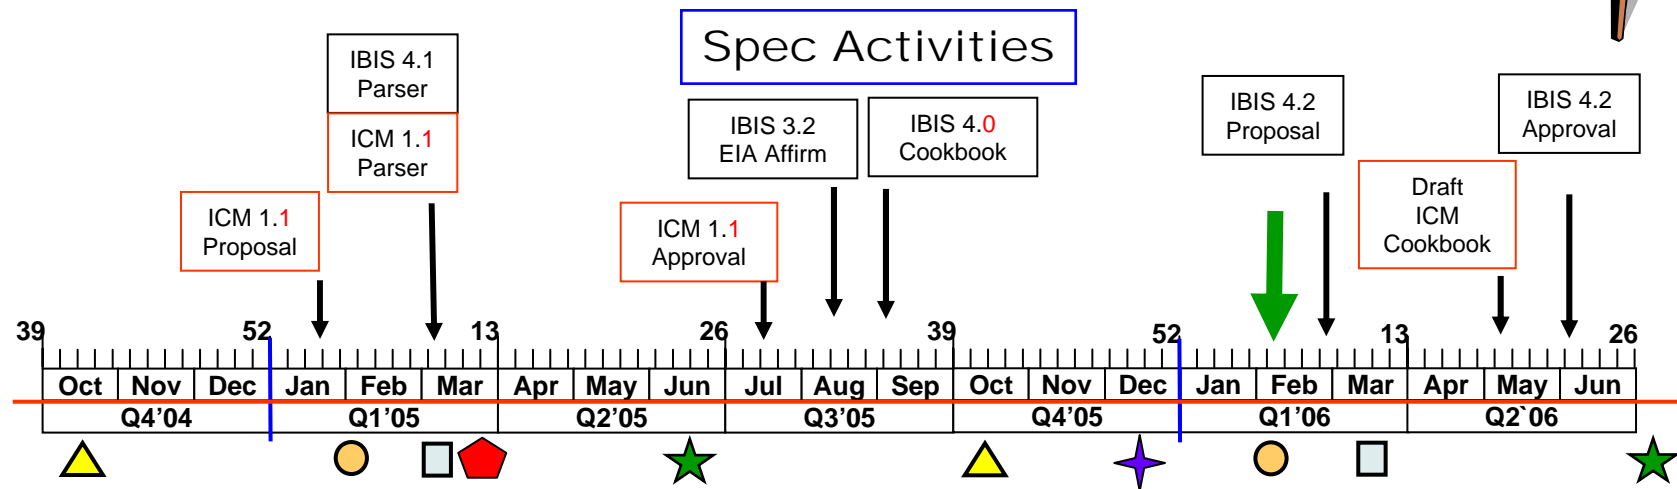 Spec Activities
IBIS 4.1
Parser
ICM 1.1
Parser
ICM 1.1
Proposal
ICM 1.1
Approval
IBIS 3.2
EIA Affirm
IBIS 4.0
Cookbook
IBIS 4.2
Proposal
Draft
ICM
Cookbook
IBIS 4.2
Approval
39 52 13 26 39 52 13 26
Oct Nov Dec Jan Feb Mar Apr May Jun Jul Aug Sep Oct Nov Dec Jan Feb Mar Apr May Jun
Q4’04 Q1’05 Q2’05 Q3’05 Q4’05 Q1’06 Q2`06